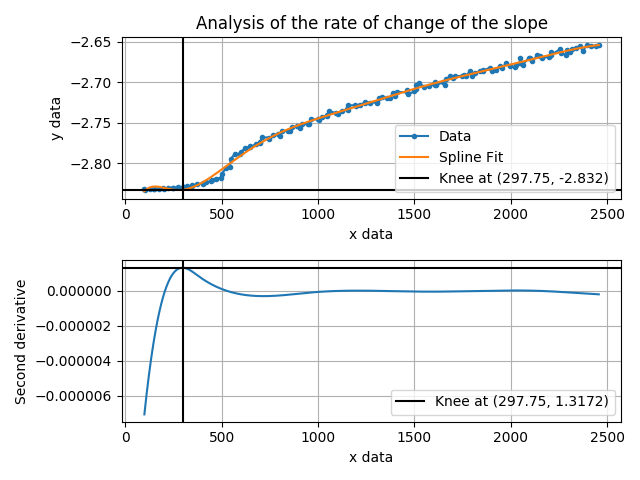 Analysis of the rate of change of the slope
y data
−2.65
−2.70
−2.75
−2.80
Data
Spline Fit
Knee at (297.75, -2.832)
0 500 1000 1500 2000 2500
x data
Second derivative
0.000000
−0.000002
−0.000004
−0.000006
Knee at (297.75, 1.3172)
0 500 1000 1500 2000 2500
x data